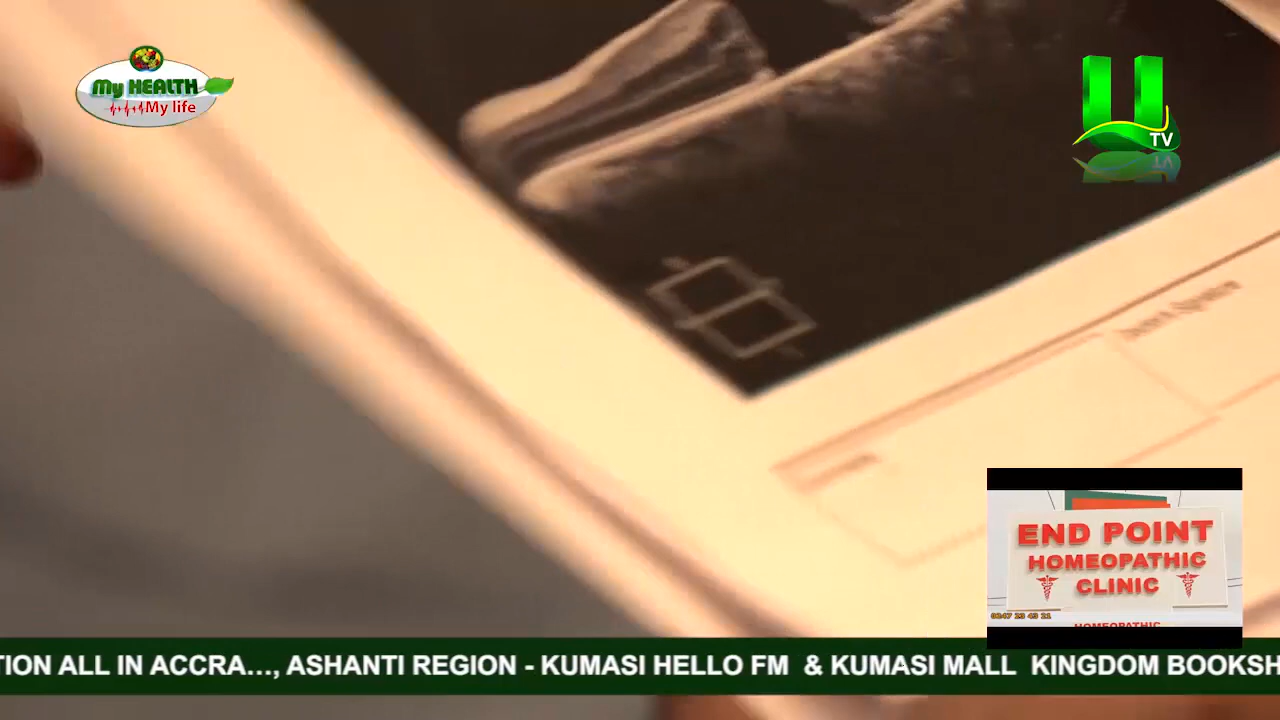 My HEALTH
My life
U
TV
END POINT
HOMEOPATHIC
CLINIC
HOMEOPATHIC
TION ALL IN ACCRA..., ASHANTI REGION - KUMASI HELLO FM & KUMASI MALL KINGDOM BOOKSH